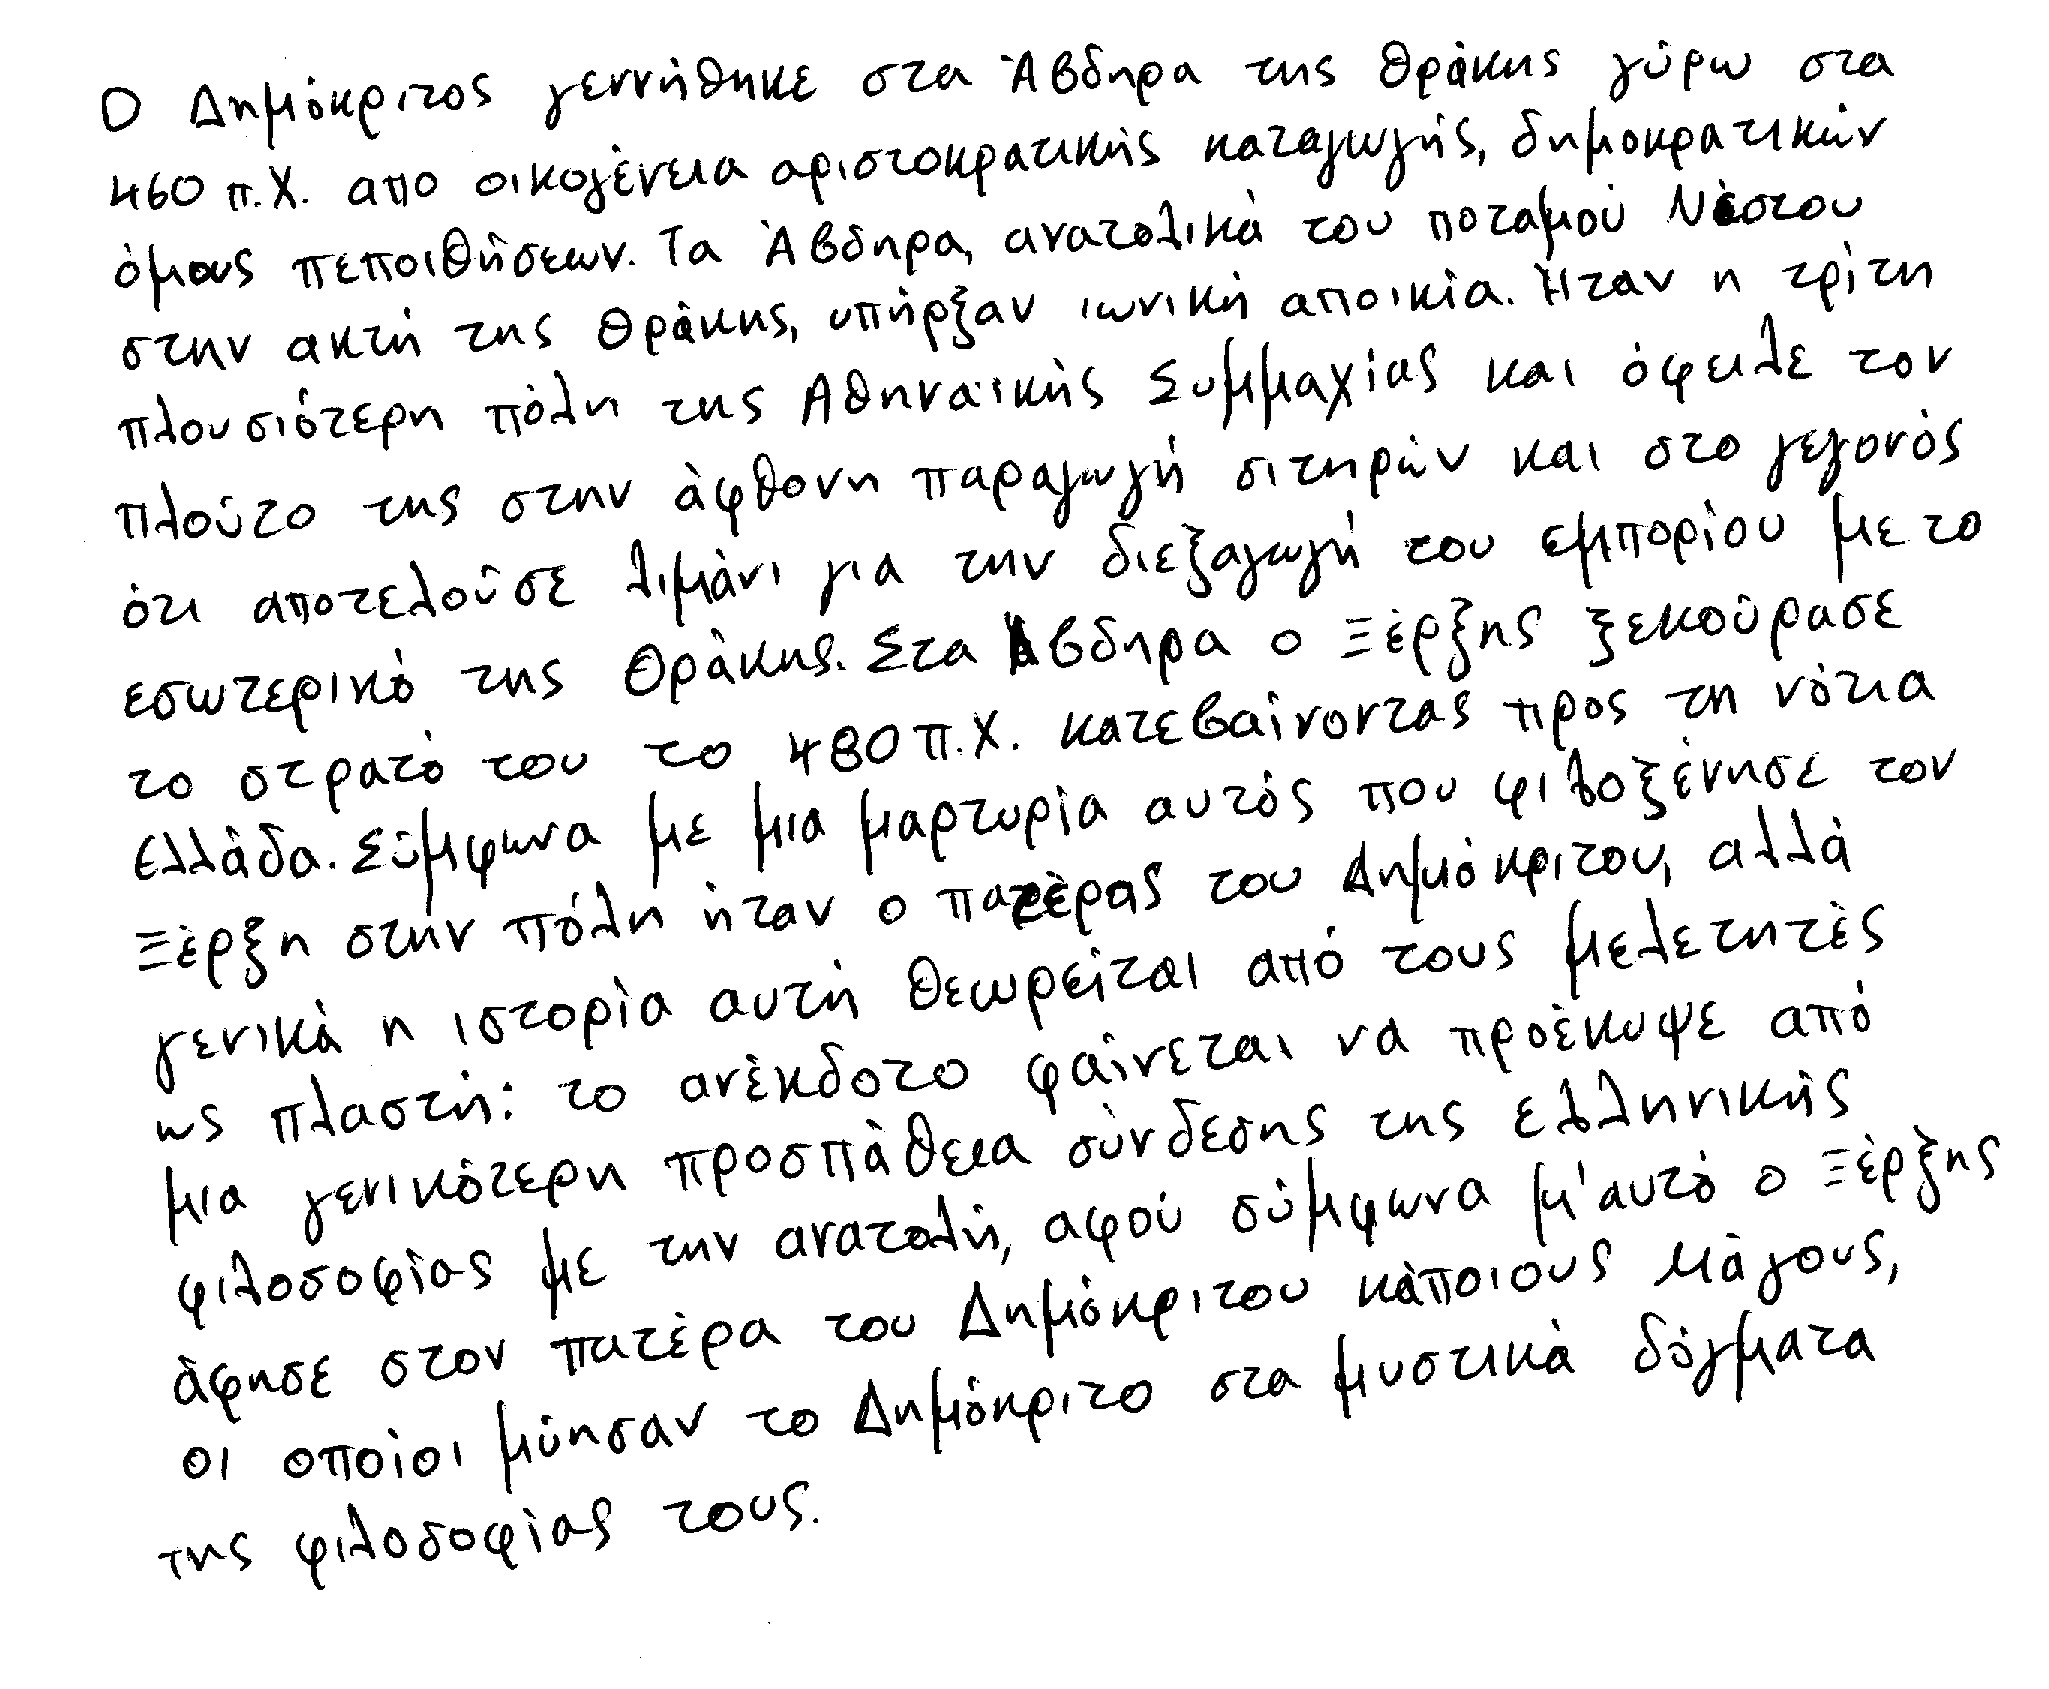 Ο Δημόκριτος γεννήθηκε στα Άβδηρα της Θράκης γύρω στα
460 π.Χ. απο οικογένεια αριστοκρατικής καταγωγής, δημοκρατικών
όμως πεποιθήσεων. Τα Άβδηρα, ανατολικά του ποταμού Νέστου
στην ακτή της Θράκης, υπήρξαν ιωνική αποικία. Ήταν η τρίτη
πλουσιότερη πόλη της Αθηναϊκής Συμμαχίας και όφειλε τον
πλούτο της στην άφθονη παραγωγή σιτηρών και στο γεγονός
ότι αποτελούσε λιμάνι για την διεξαγωγή του εμπορίου με το
εσωτερικό της Θράκης. Στα Άβδηρα ο Ξέρξης ξεκούρασε
το στρατό του το 480 π.Χ. κατεβαίνοντας προς τη νότια
Ελλάδα. Σύμφωνα με μια μαρτυρία αυτός που φιλοξένησε τον
Ξέρξη στην πόλη ήταν ο πατέρας του Δημόκριτου, αλλά
γενικά η ιστορία αυτή θεωρείται από τους μελετητές
ως πλαστή: το ανέκδοτο φαίνεται να προέκυψε από
μια γενικότερη προσπάθεια σύνδεσης της ελληνικής
φιλοσοφίας με την ανατολή, αφού σύμφωνα μ'αυτό ο Ξέρξης
άφησε στον πατέρα του Δημόκριτου κάποιους Μάγους,
οι οποίοι μύησαν το Δημόκριτο στα μυστικά δόγματα
της φιλοσοφίας τους.